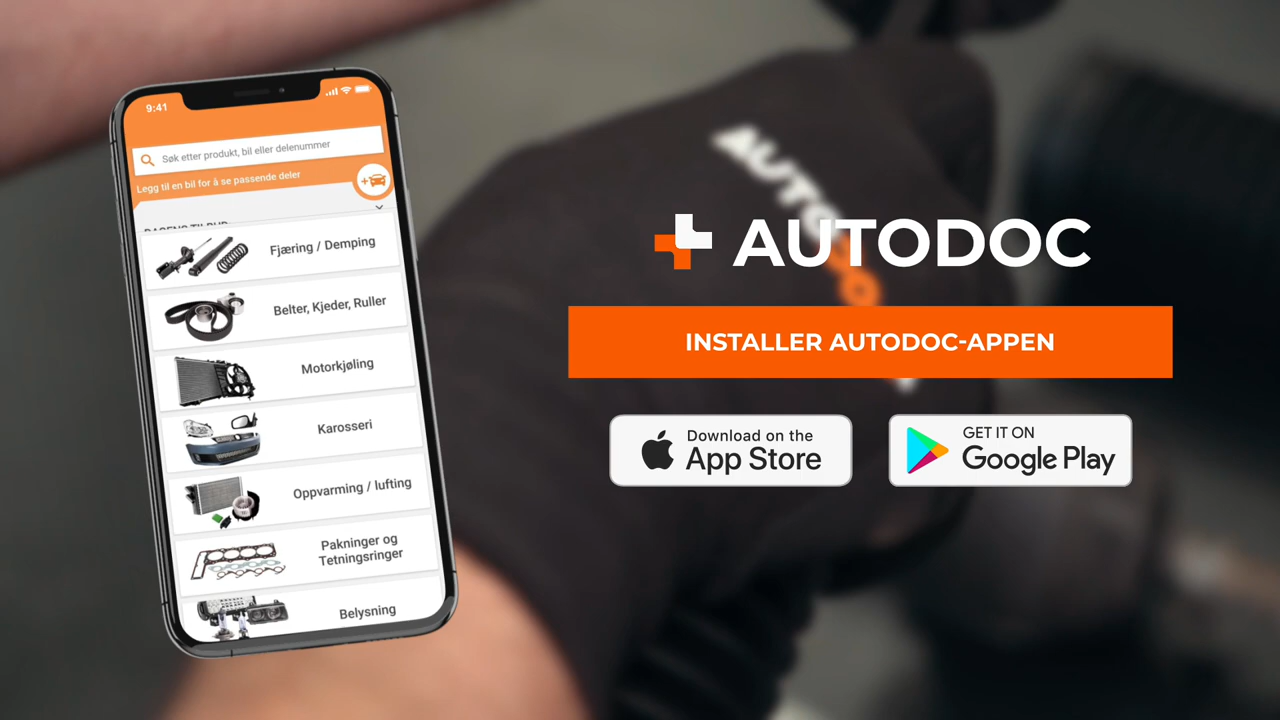 9:41
Søk etter produkt, bil eller delenummer
Legg til en bil for å se passende deler
Fjæring / Demping
Belter, Kjeder, Ruller
Motorkjøling
Karosseri
Oppvarming / lufting
Pakninger og
Tetningsringer
Belysning
AUTODOC
INSTALLER AUTODOC-APPEN
Download on the
App Store
GET IT ON
Google Play